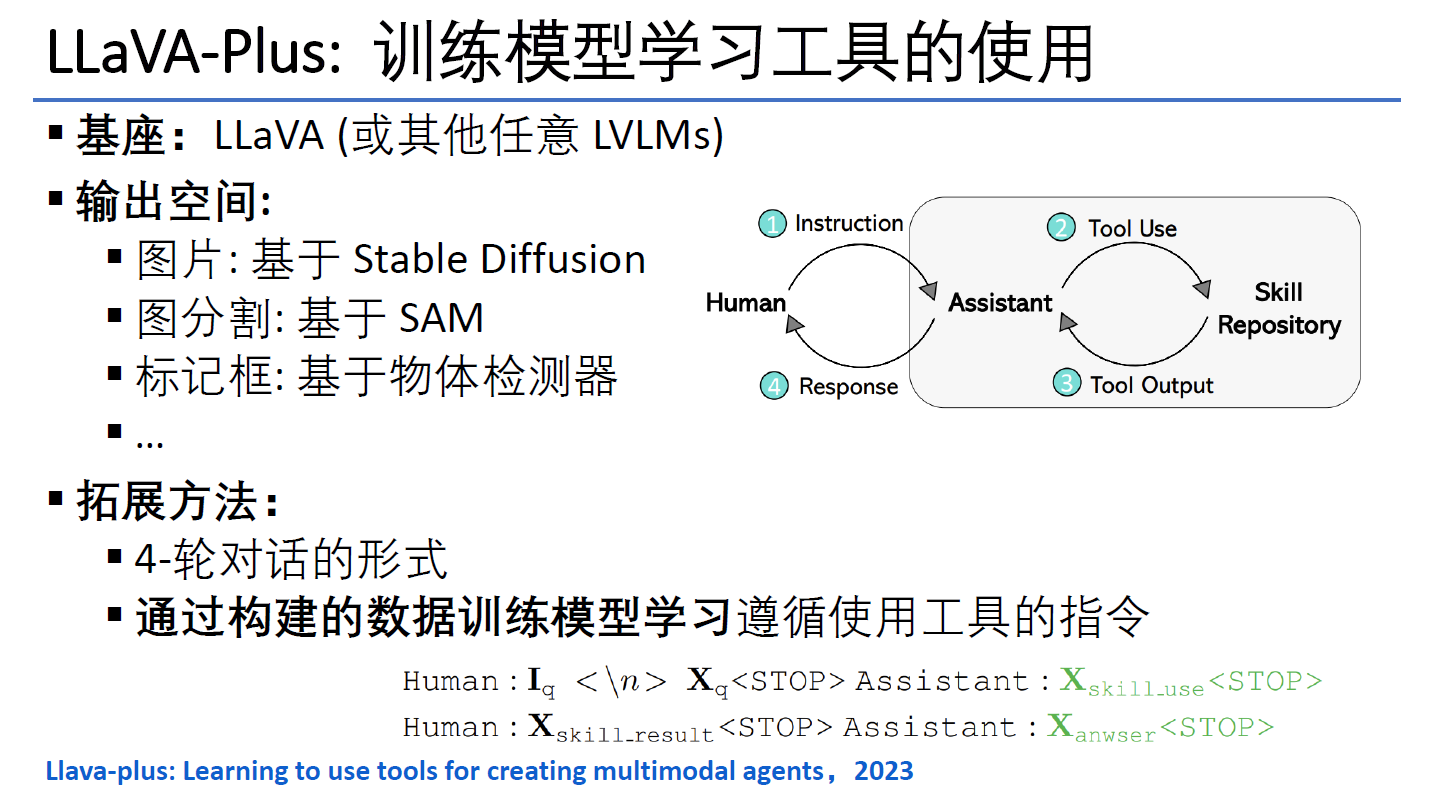 LLaVA-Plus: 训练模型学习工具的使用
▪ 基座：LLaVA (或其他任意 LVLMs)
▪ 输出空间:
▪ 图片: 基于 Stable Diffusion
▪ 图分割: 基于 SAM
▪ 标记框: 基于物体检测器
▪ ...
1 Instruction
2 Tool Use
Human
Assistant
Skill
Repository
4 Response
3 Tool Output
▪ 拓展方法：
▪ 4-轮对话的形式
▪ 通过构建的数据训练模型学习遵循使用工具的指令
Human : I_q <\n> X_q<STOP> Assistant : X_skill_use<STOP>
Human : X_skill_result<STOP> Assistant : X_anwser<STOP>
Llava-plus: Learning to use tools for creating multimodal agents，2023